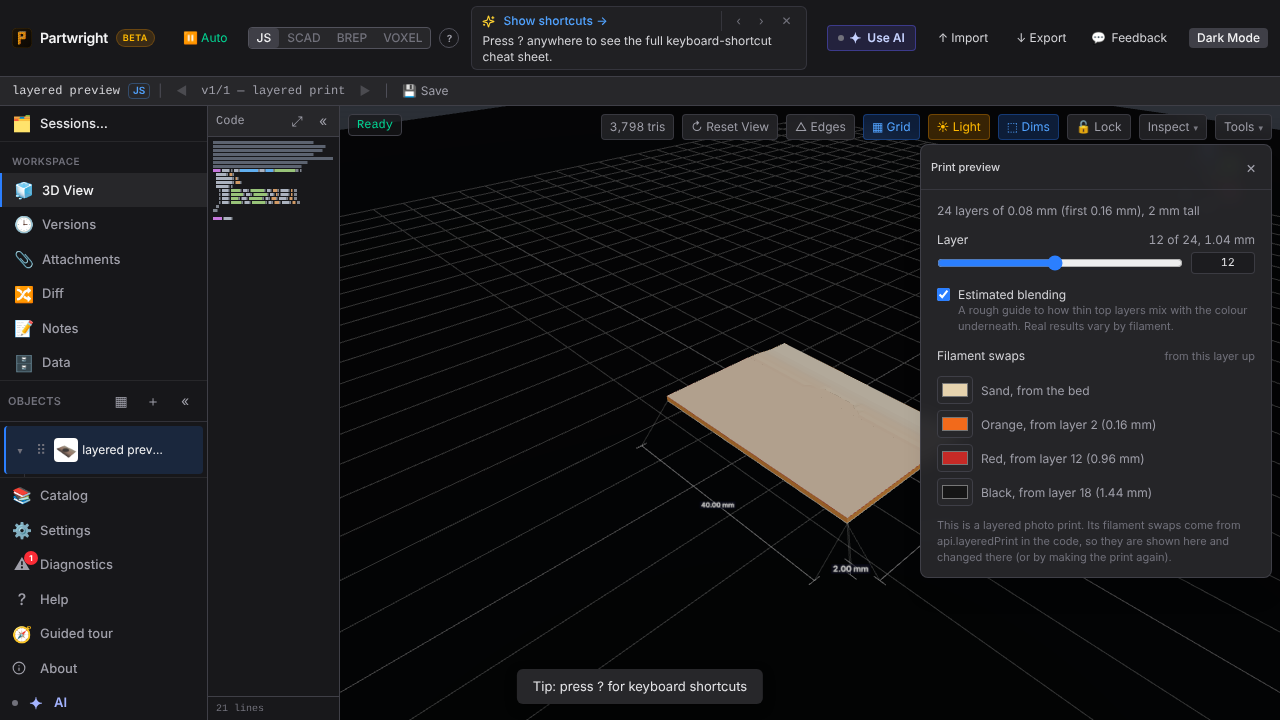 Partwright BETA
Auto
JS SCAD BREP VOXEL ?
Show shortcuts →
Press ? anywhere to see the full keyboard-shortcut
cheat sheet.
Use AI
↑ Import
↓ Export
Feedback
Dark Mode
layered preview JS
v1/1 — layered print
Save
Sessions...
WORKSPACE
3D View
Versions
Attachments
Diff
Notes
Data
OBJECTS
layered prev...
Catalog
Settings
1
Diagnostics
? Help
Guided tour
About
AI
Code
21 lines
Ready
3,798 tris
↻ Reset View
Edges
Grid
Light
Dims
Lock
Inspect
Tools
40.00 mm
2.00 mm
Print preview
24 layers of 0.08 mm (first 0.16 mm), 2 mm tall
Layer 12 of 24, 1.04 mm
12
Estimated blending
A rough guide to how thin top layers mix with the colour
underneath. Real results vary by filament.
Filament swaps from this layer up
Sand, from the bed
Orange, from layer 2 (0.16 mm)
Red, from layer 12 (0.96 mm)
Black, from layer 18 (1.44 mm)
This is a layered photo print. Its filament swaps come from
api.layeredPrint in the code, so they are shown here and
changed there (or by making the print again).
Tip: press ? for keyboard shortcuts